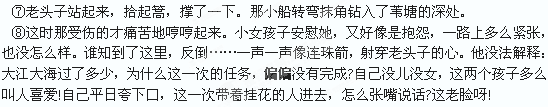 ⑦老头子站起来，拾起篙，撑了一下。那小船转弯抹角钻入了苇塘的深处。
⑧这时那受伤的才痛苦地哼哼起来。小女孩子安慰她，又好像是抱怨，一路上多么紧张，
也没怎么样。谁知到了这里，反倒……一声一声像连珠箭，射穿老头子的心。他没法解释：
大江大海过了多少，为什么这一次的任务，偏偏没有完成？自己没儿没女，这两个孩子多么
叫人喜爱！自己平日夸下口，这一次带着挂花的人进去，怎么张嘴说话？这老脸呀！